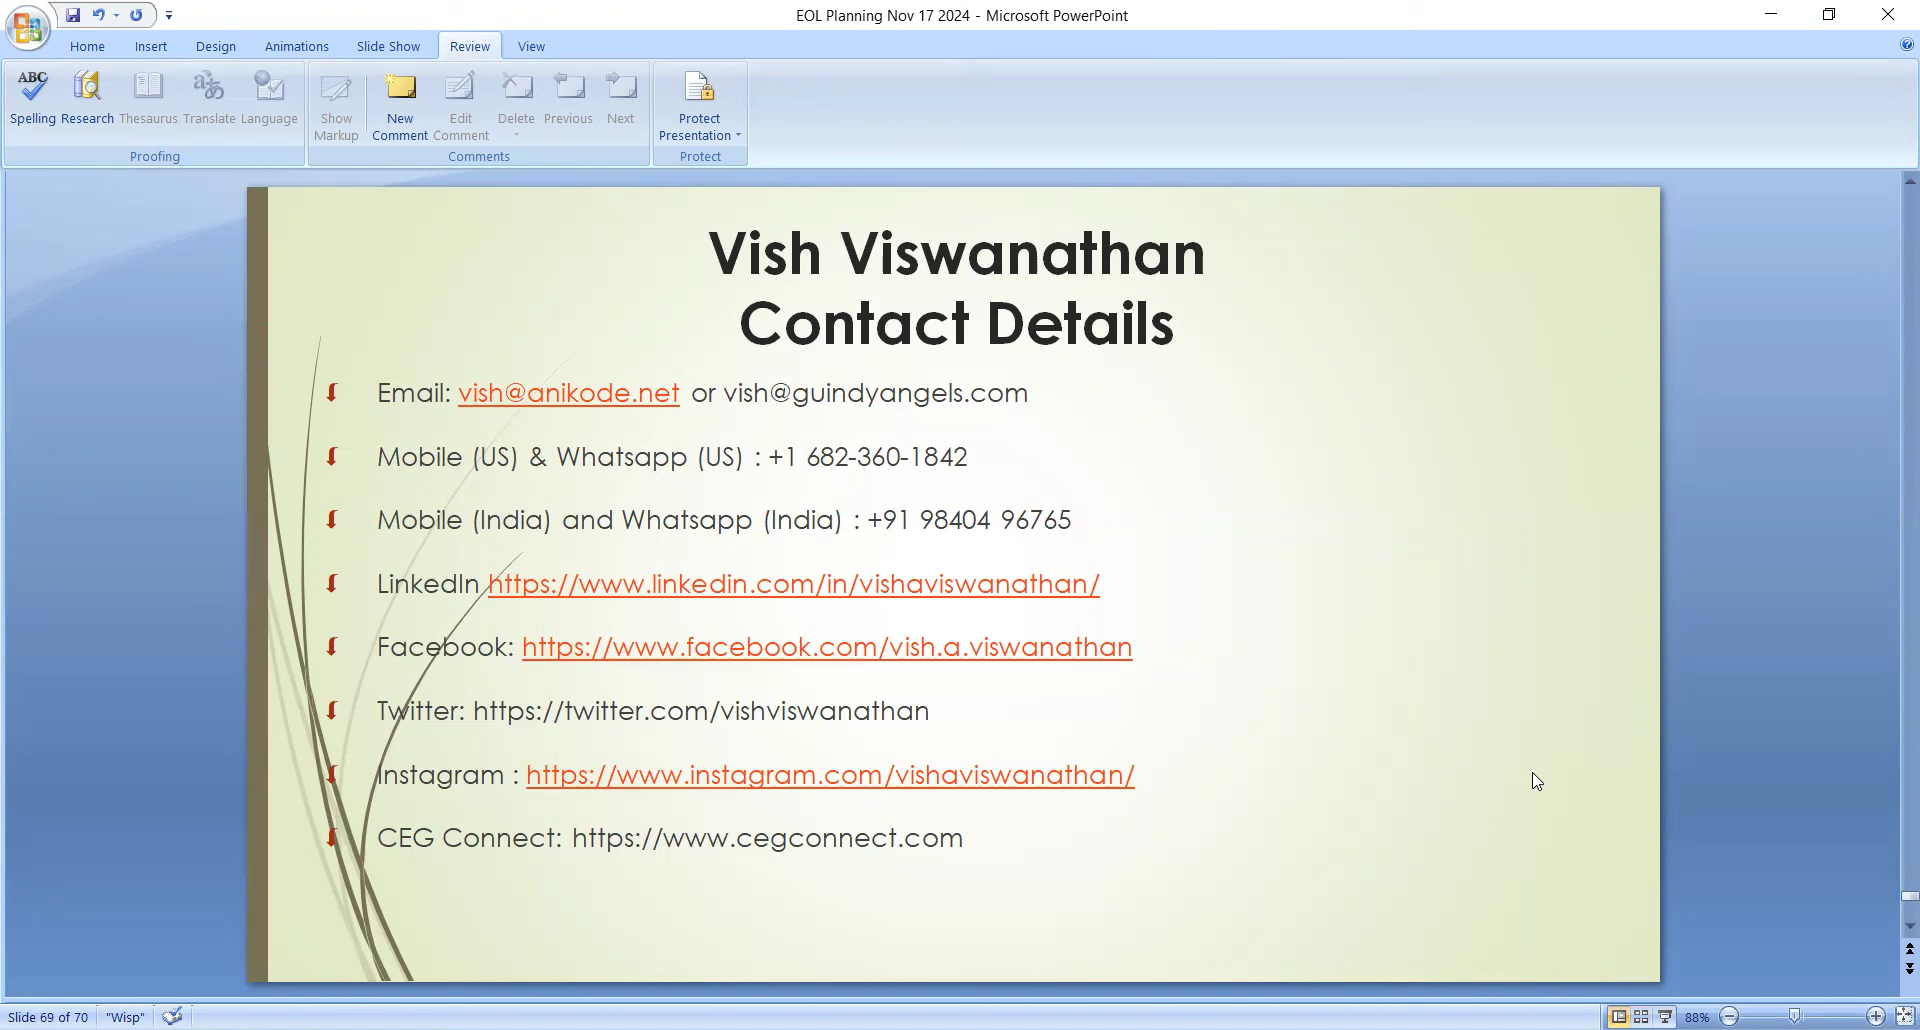 EOL Planning Nov 17 2024 - Microsoft PowerPoint
Home Insert Design Animations Slide Show Review View
ABC
Spelling Research Thesaurus Translate Language Show Markup New Comment Edit Comment Delete Previous Next Protect Presentation
Proofing Comments Protect
Vish Viswanathan
Contact Details
Email: vish@anikode.net or vish@guindyangels.com
Mobile (US) & Whatsapp (US) : +1 682-360-1842
Mobile (India) and Whatsapp (India) : +91 98404 96765
LinkedIn https://www.linkedin.com/in/vishaviswanathan/
Facebook: https://www.facebook.com/vish.a.viswanathan
Twitter: https://twitter.com/vishviswanathan
Instagram : https://www.instagram.com/vishaviswanathan/
CEG Connect: https://www.cegconnect.com
Slide 69 of 70 "Wisp" 88%